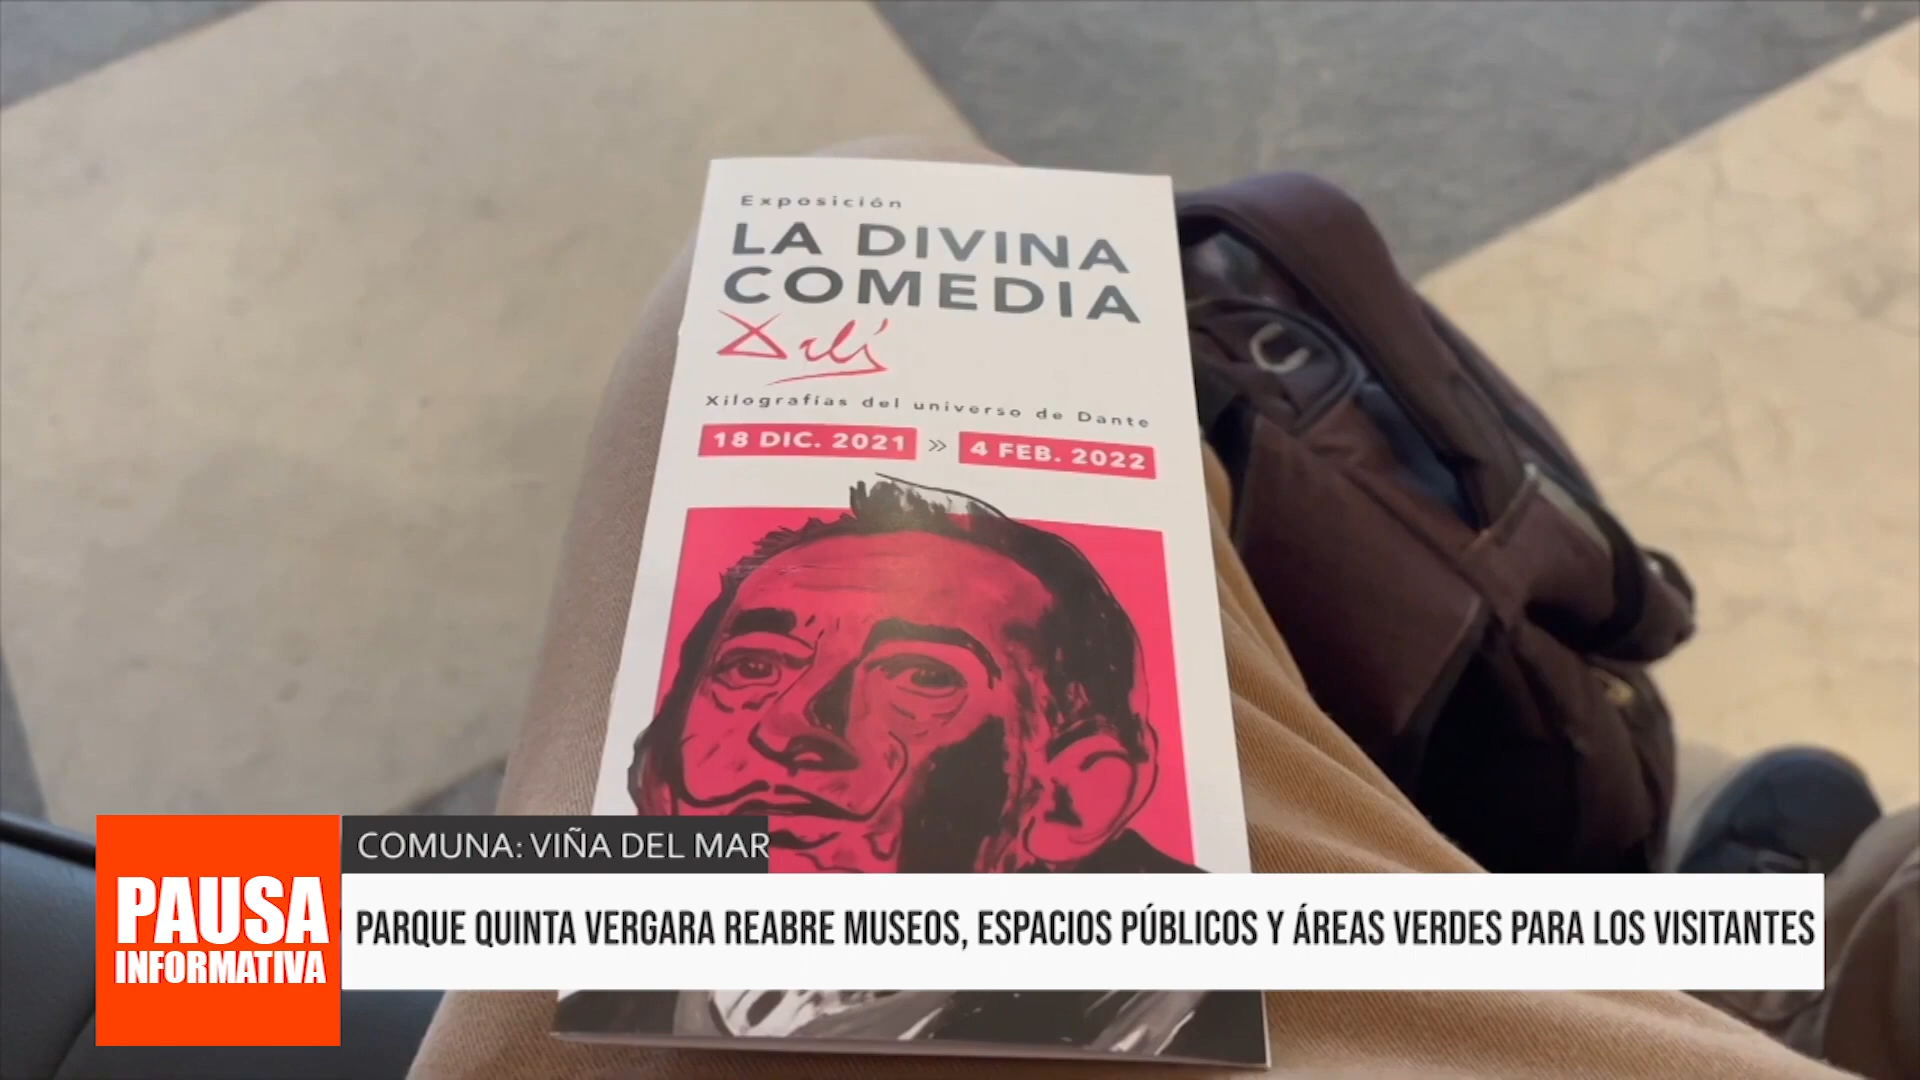 Exposición
LA DIVINA
COMEDIA
Dalí
Xilografías del universo de Dante
18 DIC. 2021 » 4 FEB. 2022
COMUNA: VIÑA DEL MAR
PAUSA
INFORMATIVA
PARQUE QUINTA VERGARA REABRE MUSEOS, ESPACIOS PÚBLICOS Y ÁREAS VERDES PARA LOS VISITANTES